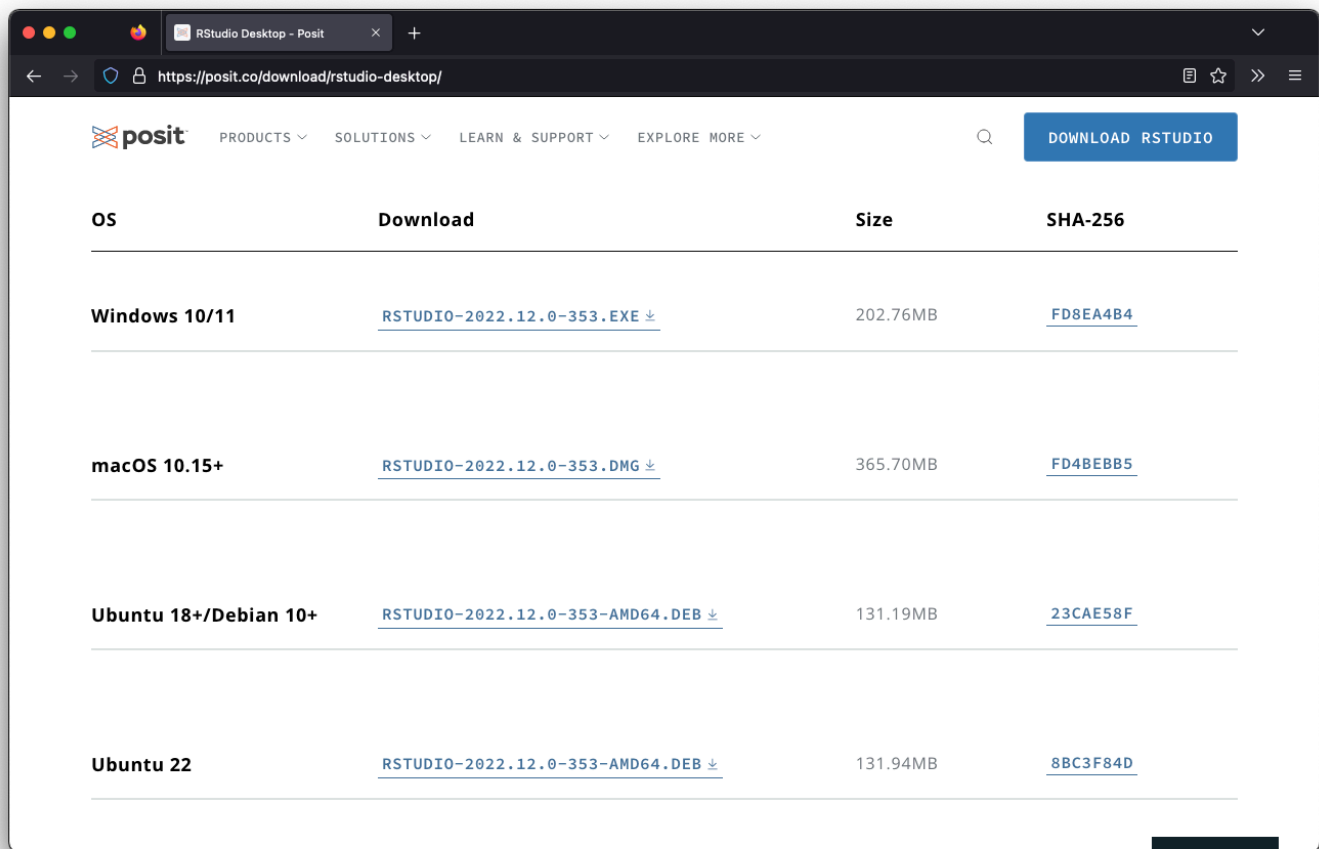 RStudio Desktop - Posit
https://posit.co/download/rstudio-desktop/
posit PRODUCTS SOLUTIONS LEARN & SUPPORT EXPLORE MORE DOWNLOAD RSTUDIO
OS Download Size SHA-256
Windows 10/11 RSTUDIO-2022.12.0-353.EXE 202.76MB FD8EA4B4
macOS 10.15+ RSTUDIO-2022.12.0-353.DMG 365.70MB FD4BEBB5
Ubuntu 18+/Debian 10+ RSTUDIO-2022.12.0-353-AMD64.DEB 131.19MB 23CAE58F
Ubuntu 22 RSTUDIO-2022.12.0-353-AMD64.DEB 131.94MB 8BC3F84D